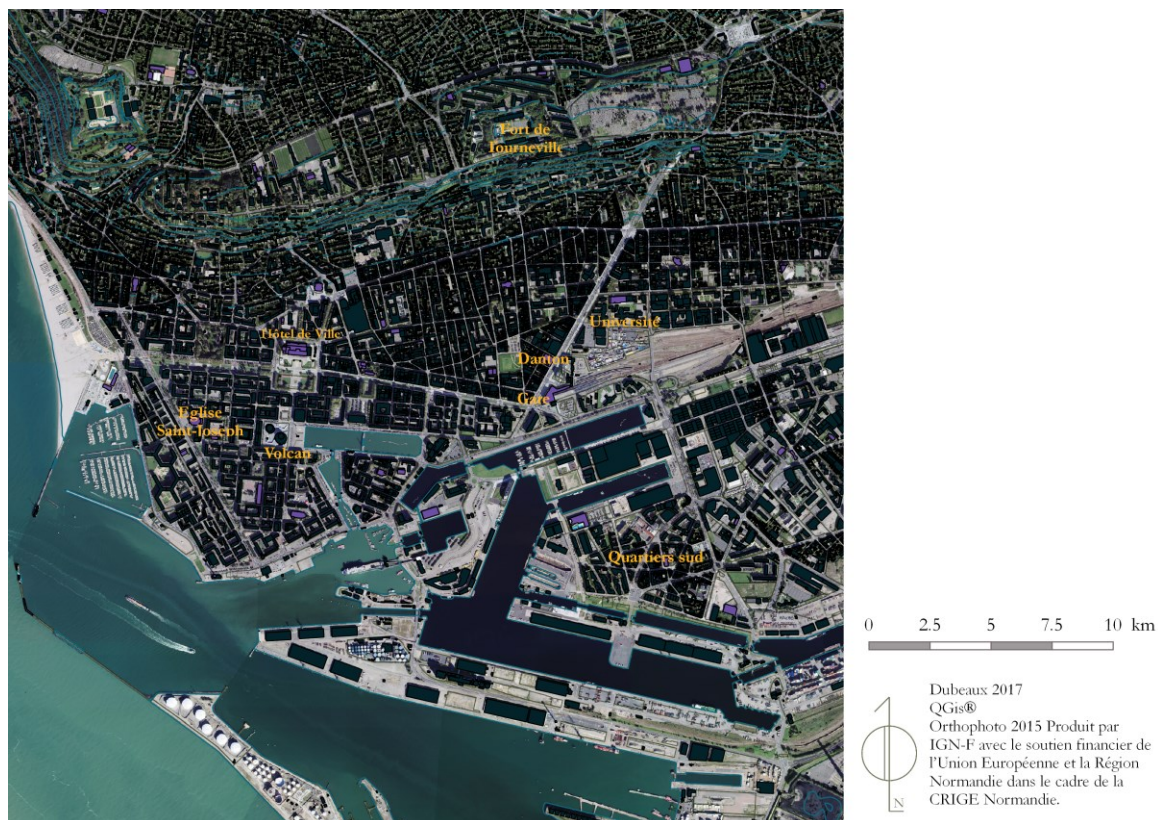 Fort de
Tourneville
Université
Hôtel de Ville
Danton
Gare
Eglise
Saint-Joseph
Volcan
Quartiers sud
0 2.5 5 7.5 10 km
Dubeaux 2017
QGis®
Orthophoto 2015 Produit par
IGN-F avec le soutien financier de
l'Union Européenne et la Région
Normandie dans le cadre de la
CRIGE Normandie.
N